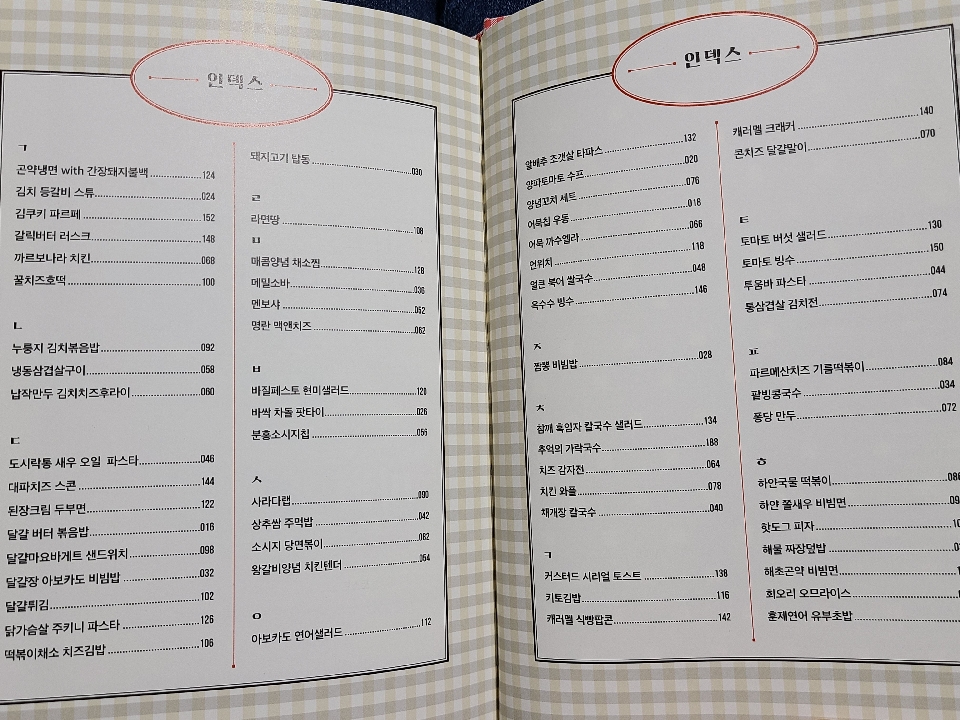 인덱스
ㄱ
곤약냉면 with 간장돼지불백 124
김치 등갈비 스튜 024
김쿠키 파르페 152
갈릭버터 러스크 148
까르보나라 치킨 068
꿀치즈호떡 100
ㄴ
누룽지 김치볶음밥 092
냉동삼겹살구이 058
납작만두 김치치즈후라이 060
ㄷ
도시락통 새우 오일 파스타 046
대파치즈 스콘 144
된장크림 두부면 122
달걀 버터 볶음밥 016
달걀마요바게트 샌드위치 098
달걀장 아보카도 비빔밥 032
달걀튀김 102
닭가슴살 주키니 파스타 126
떡볶이채소 치즈김밥 106
돼지고기 덮동 030
ㄹ
라면땅 108
ㅁ
매콤양념 채소찜 128
메밀소바 036
멘보샤 052
명란 맥앤치즈 062
ㅂ
바질페스토 현미샐러드 120
바싹 차돌 팟타이 026
분홍소시지칩 056
ㅅ
사라다랩 090
상추쌈 주먹밥 042
소시지 당면볶이 082
왕갈비양념 치킨텐더 054
ㅇ
아보카도 연어샐러드 112
인덱스
알배추 조갯살 타파스 132
양파토마토 수프 020
양념꼬치 세트 076
어묵칩 우동 018
어묵 까수엘라 066
언위치 118
얼큰 북어 쌀국수 048
옥수수 빙수 146
ㅈ
짬뽕 비빔밥 028
ㅊ
참깨 흑임자 칼국수 샐러드 134
추억의 가락국수 188
치즈 감자전 064
치킨 와플 078
채개장 칼국수 040
ㄱ
커스터드 시리얼 토스트 138
키토김밥 116
캐러멜 식빵팝콘 142
캐러멜 크래커 140
콘치즈 달걀말이 070
ㅌ
토마토 버섯 샐러드 130
토마토 빙수 150
투움바 파스타 044
통삼겹살 김치전 074
ㅍ
파르메산치즈 기름떡볶이 084
팥빙콩국수 034
퐁당 만두 072
ㅎ
하얀국물 떡볶이
하얀 쫄새우 비빔면
핫도그 피자
해물 짜장덮밥
해초곤약 비빔면
회오리 오므라이스
훈제연어 유부초밥